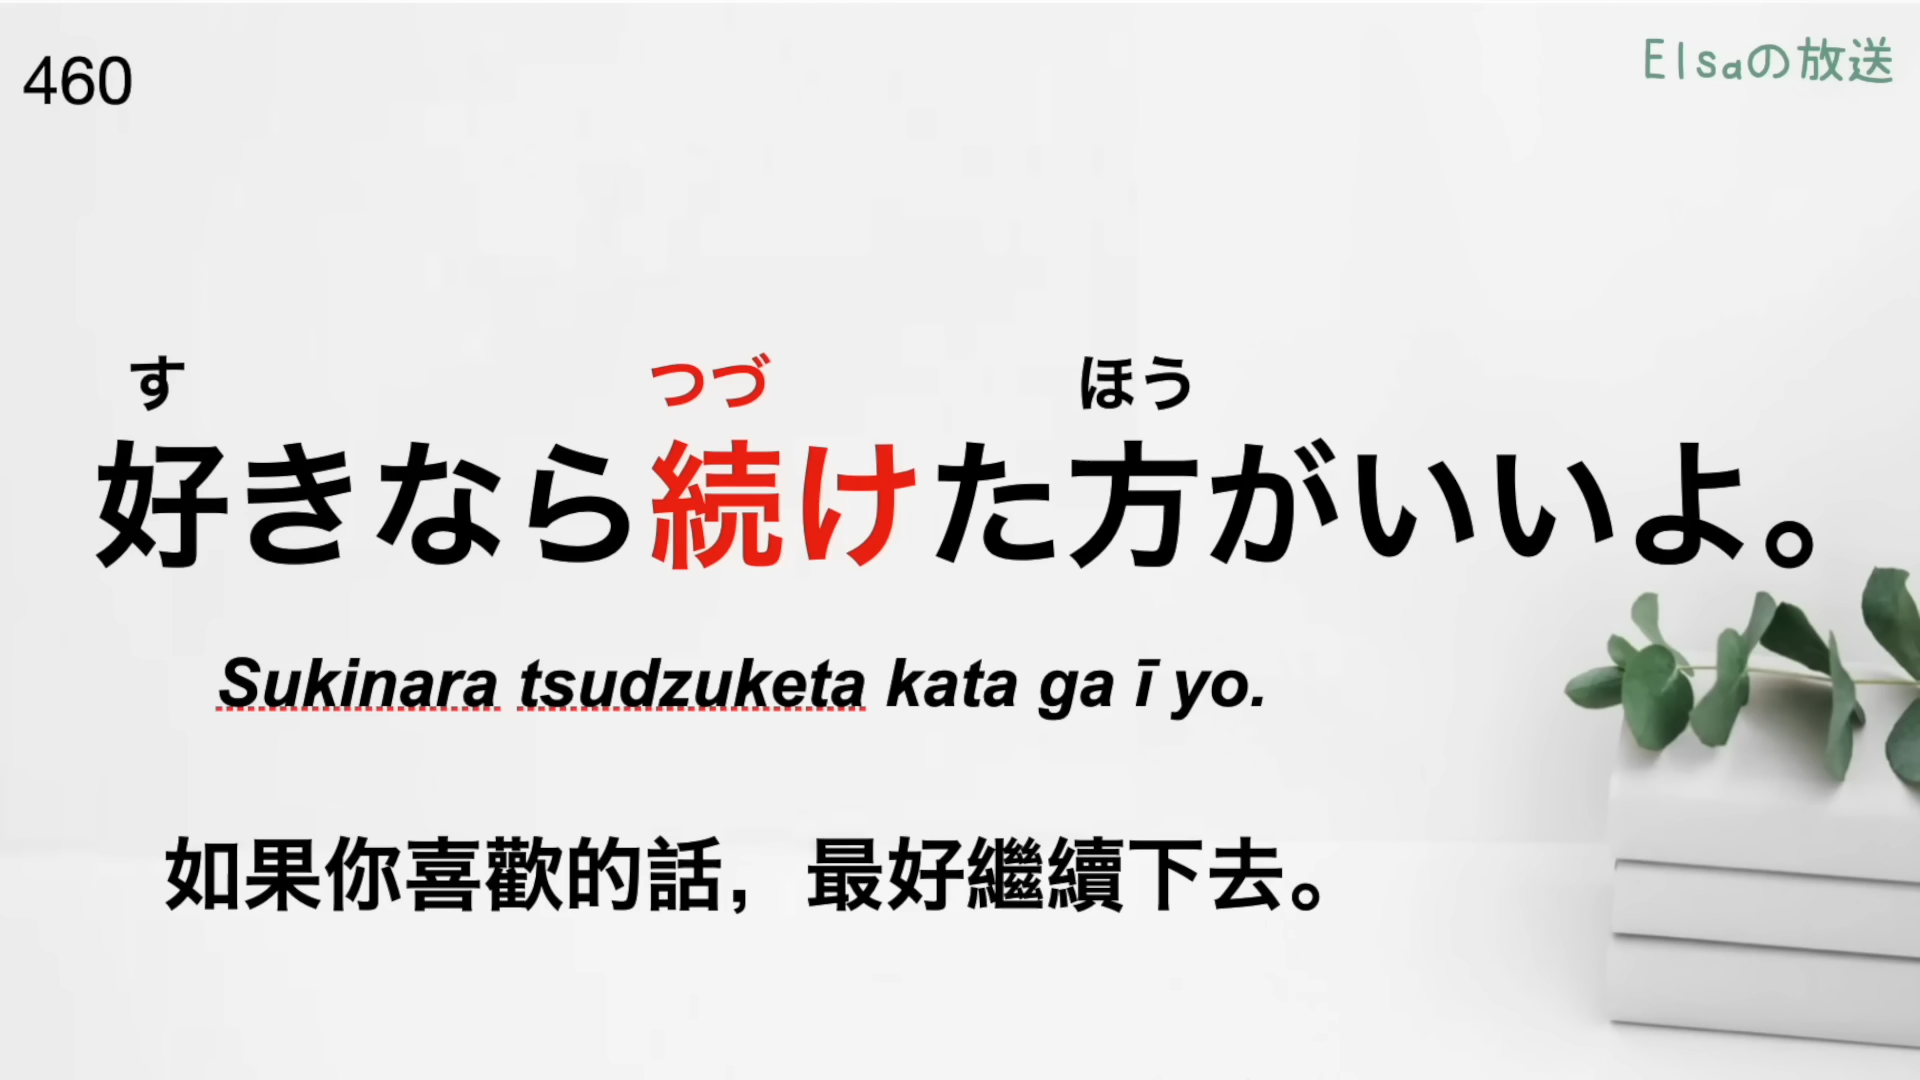 460
Elsaの放送
す つづ ほう
好きなら続けた方がいいよ。
Sukinara tsudzuketa kata ga ī yo.
如果你喜歡的話，最好繼續下去。